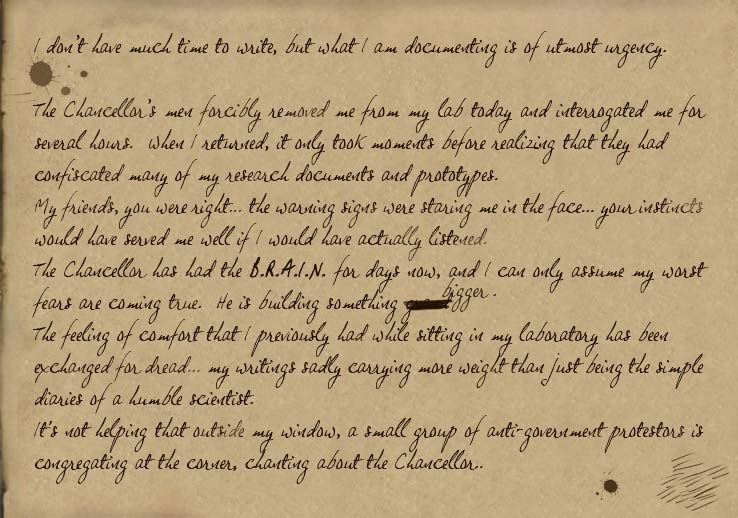 I don't have much time to write, but what I am documenting is of utmost urgency.
The Chancellor's men forcibly removed me from my lab today and interrogated me for
several hours. When I returned, it only took moments before realizing that they had
confiscated many of my research documents and prototypes.
My friends, you were right... the warning signs were staring me in the face... your instincts
would have served me well if I would have actually listened.
The Chancellor has had the B.R.A.I.N. for days now, and I can only assume my worst
fears are coming true. He is building something bigger.
The feeling of comfort that I previously had while sitting in my laboratory has been
exchanged for dread... my writings sadly carrying more weight than just being the simple
diaries of a humble scientist.
It's not helping that outside my window, a small group of anti-government protestors is
congregating at the corner, chanting about the Chancellor..